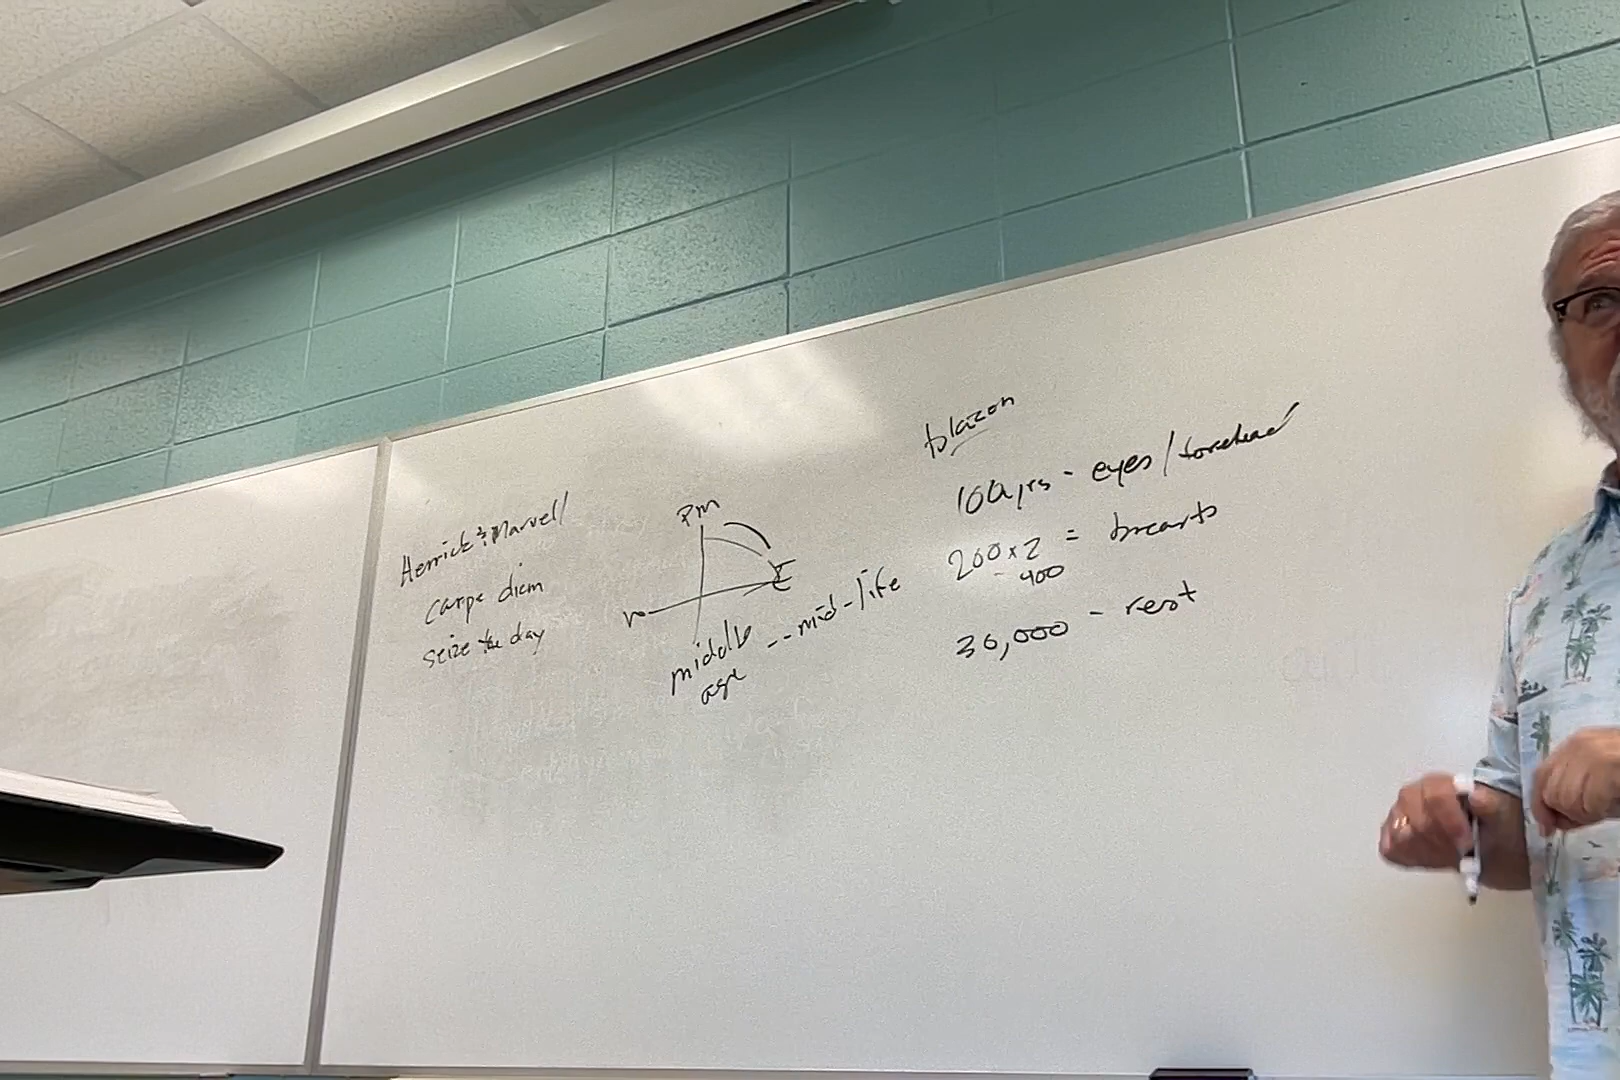 Herrick & Marvell
carpe diem
seize the day
PM
E
middle
age -- mid-life
blazon
100 yrs - eyes / forehead
200 x 2 = breasts
- 400
30,000 - rest